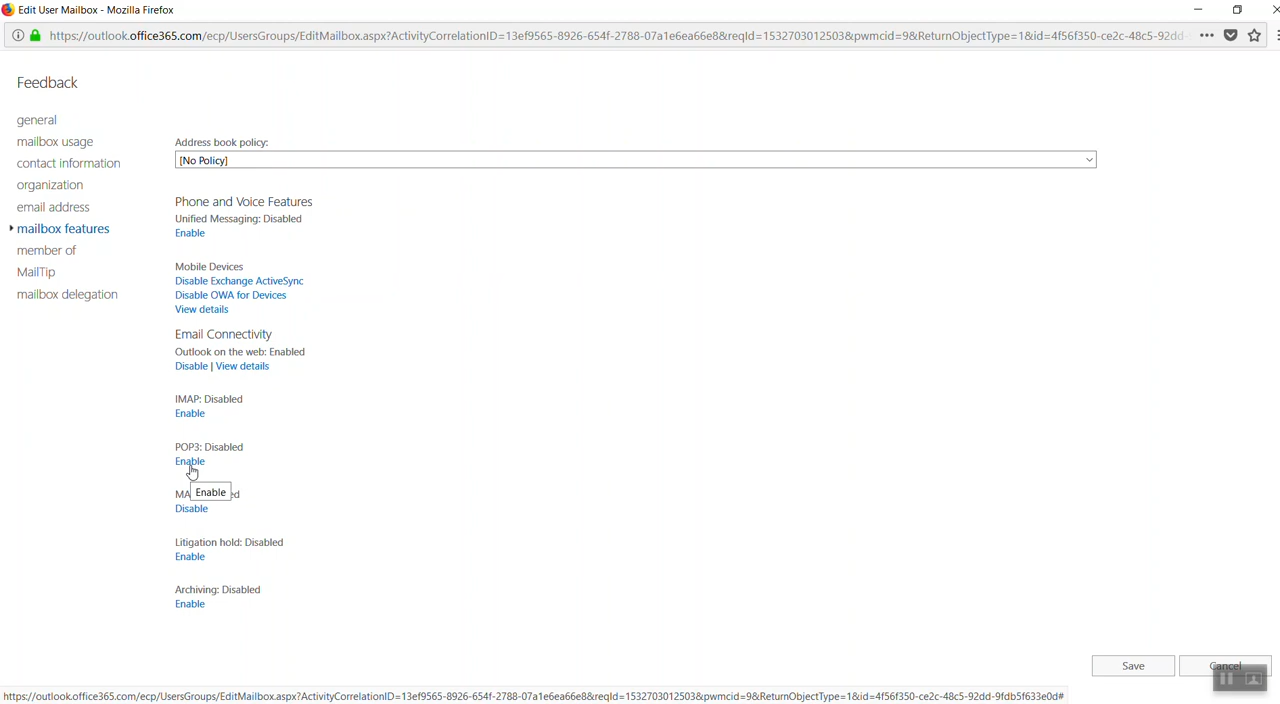 Edit User Mailbox - Mozilla Firefox
https://outlook.office365.com/ecp/UsersGroups/EditMailbox.aspx?ActivityCorrelationID=13ef9565-8926-654f-2788-07a1e6ea66e8&reqId=1532703012503&pwmcid=9&ReturnObjectType=1&id=4f56f350-ce2c-48c5-92dd-
Feedback
general
mailbox usage
contact information
organization
email address
mailbox features
member of
MailTip
mailbox delegation
Address book policy:
[No Policy]
Phone and Voice Features
Unified Messaging: Disabled
Enable
Mobile Devices
Disable Exchange ActiveSync
Disable OWA for Devices
View details
Email Connectivity
Outlook on the web: Enabled
Disable | View details
IMAP: Disabled
Enable
POP3: Disabled
Enable
Enable
Disable
Litigation hold: Disabled
Enable
Archiving: Disabled
Enable
Save Cancel
https://outlook.office365.com/ecp/UsersGroups/EditMailbox.aspx?ActivityCorrelationID=13ef9565-8926-654f-2788-07a1e6ea66e8&reqId=1532703012503&pwmcid=9&ReturnObjectType=1&id=4f56f350-ce2c-48c5-92dd-9fdb5f633e0d#